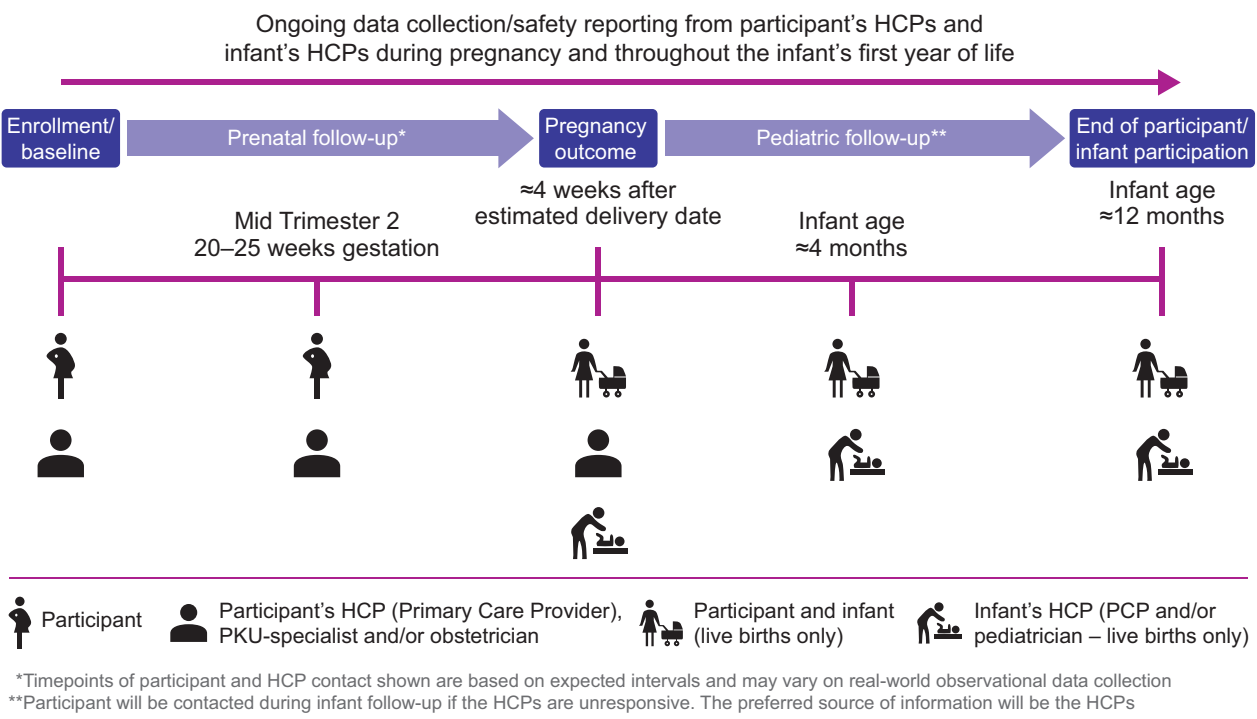 Ongoing data collection/safety reporting from participant's HCPs and
infant's HCPs during pregnancy and throughout the infant's first year of life
Enrollment/
baseline
Prenatal follow-up*
Pregnancy
outcome
Pediatric follow-up**
End of participant/
infant participation
Mid Trimester 2
20–25 weeks gestation
≈4 weeks after
estimated delivery date
Infant age
≈4 months
Infant age
≈12 months
Participant
Participant's HCP (Primary Care Provider),
PKU-specialist and/or obstetrician
Participant and infant
(live births only)
Infant's HCP (PCP and/or
pediatrician – live births only)
*Timepoints of participant and HCP contact shown are based on expected intervals and may vary on real-world observational data collection
**Participant will be contacted during infant follow-up if the HCPs are unresponsive. The preferred source of information will be the HCPs